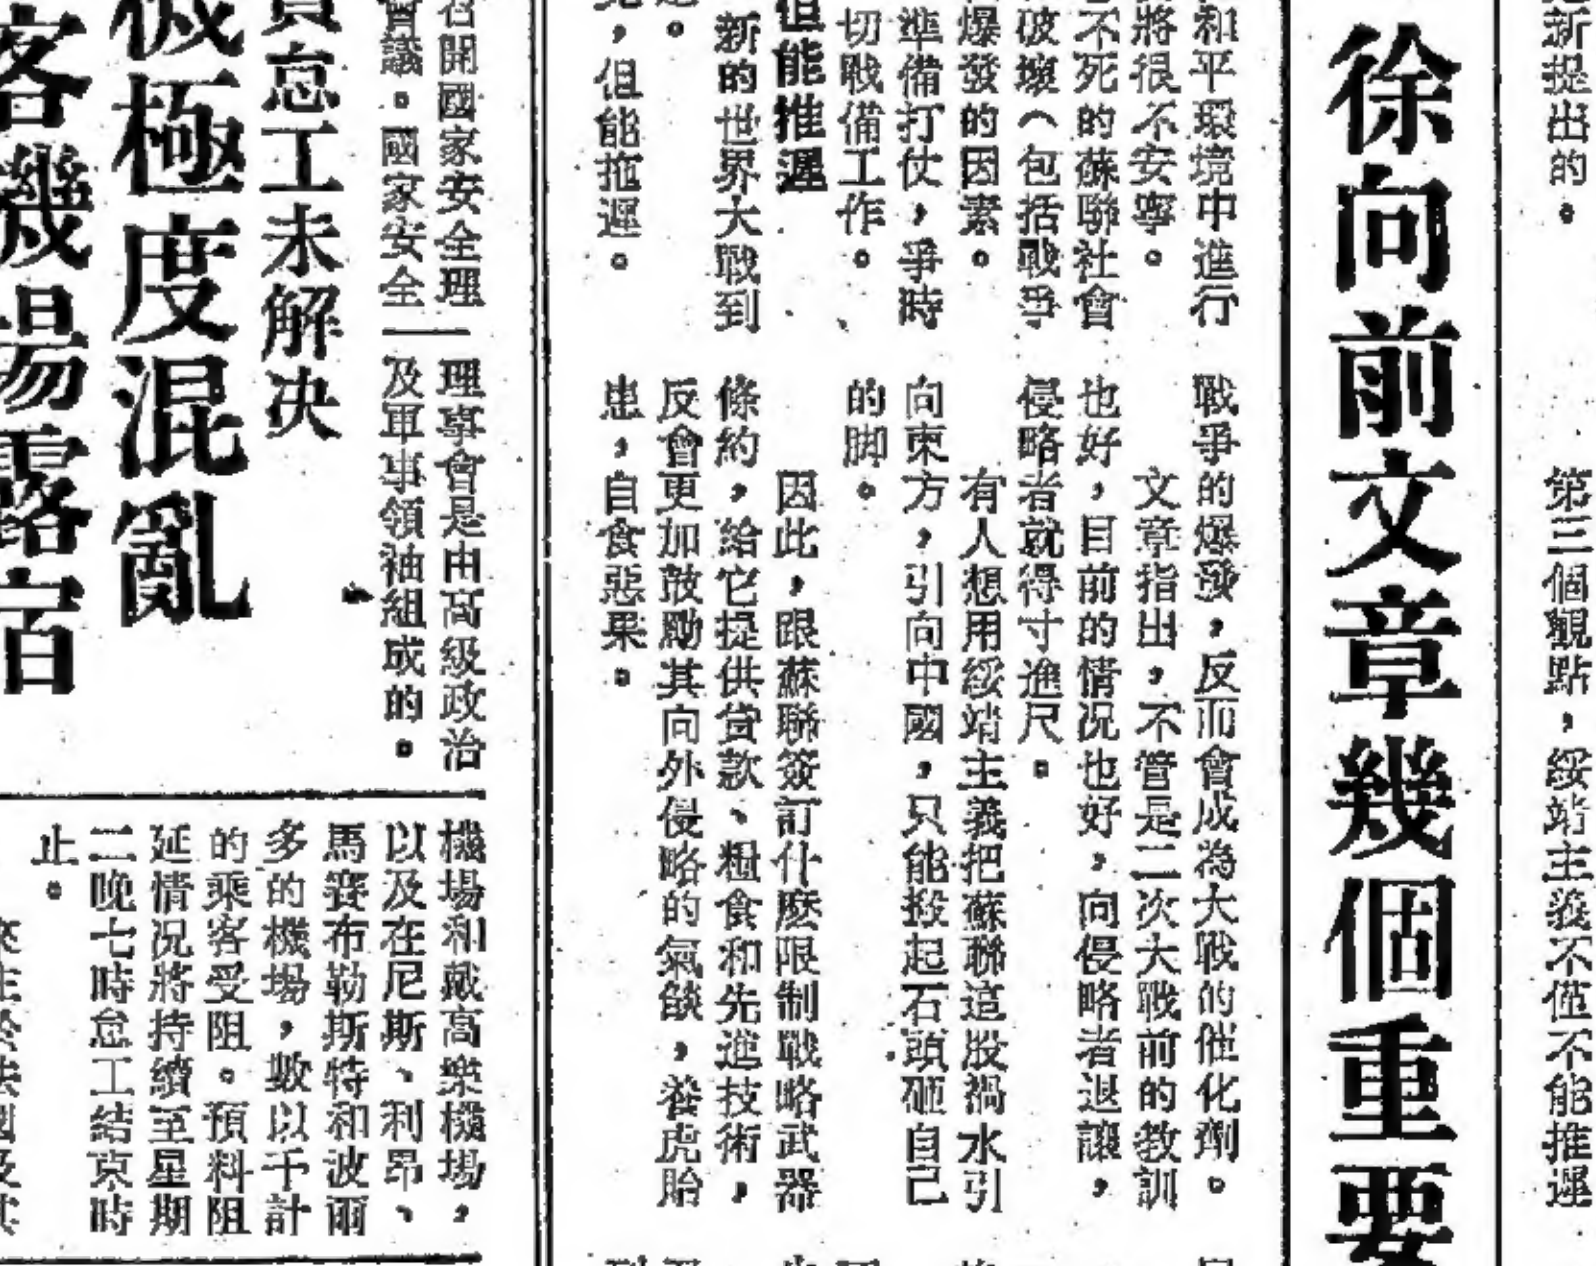 新提出的。
第三個觀點，綏靖主義不僅不能推遲
徐向前文章幾個重要
和平環境中進行
將很不安寧。
不死的蘇聯社會
破壞（包括戰爭
爆發的因素。
準備打仗，爭時
切戰備工作。
但能推遲
新的世界大戰到
，但能拖遲。
戰爭的爆發，反而會成為大戰的催化劑。
文章指出，不管是二次大戰前的教訓
也好，目前的情况也好，向侵略者退讓，
侵略者就得寸進尺。
有人想用綏靖主義把蘇聯這股禍水引
向東方，引向中國，只能搬起石頭砸自己
的脚。
因此，跟蘇聯簽訂什麽限制戰略武器
條約，給它提供貸款、糧食和先進技術，
反會更加鼓勵其向外侵略的氣燄，養虎貽
患，自食惡果。
召開國家安全理
會議。國家安全
理事會是由高級政治
及軍事領袖組成的。
員怠工未解决
極度混亂
客機場露宿
機場和戴高樂機場，
以及在尼斯、利昂、
馬賽布勒斯特和波爾
多的機場，數以千計
的乘客受阻。預料阻
延情况將持續至星期
二晚七時怠工結束時
止。